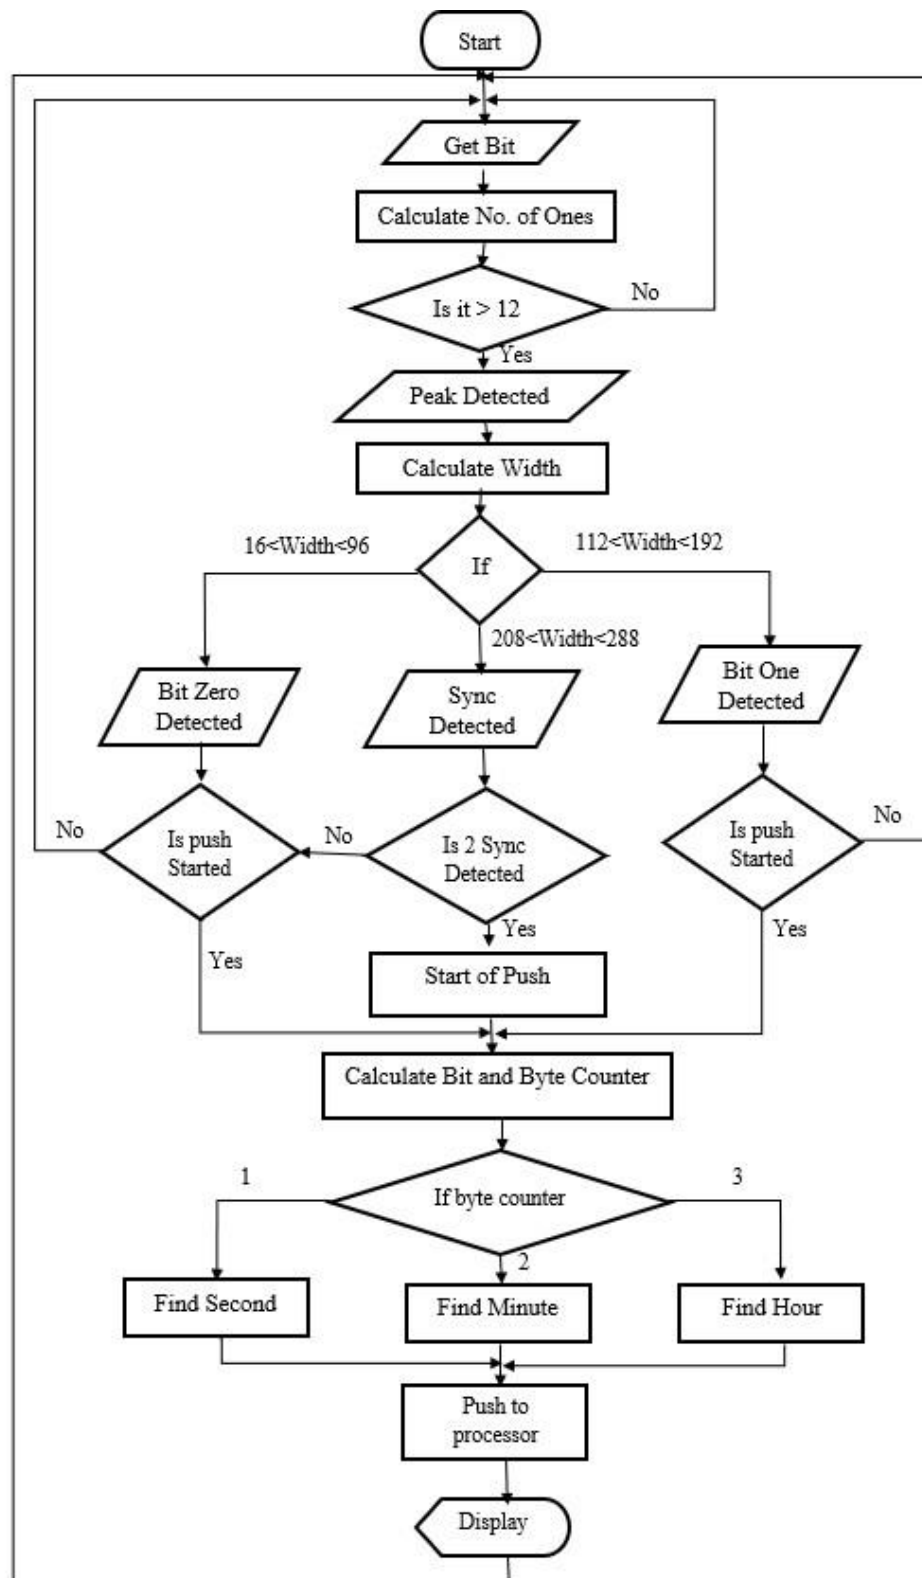 Start
Get Bit
Calculate No. of Ones
Is it > 12
No
Yes
Peak Detected
Calculate Width
16<Width<96
If
112<Width<192
208<Width<288
Bit Zero
Detected
Sync
Detected
Bit One
Detected
No
Is push
Started
No
Is 2 Sync
Detected
Is push
Started
No
Yes
Yes
Yes
Start of Push
Calculate Bit and Byte Counter
1
If byte counter
3
2
Find Second
Find Minute
Find Hour
Push to
processor
Display